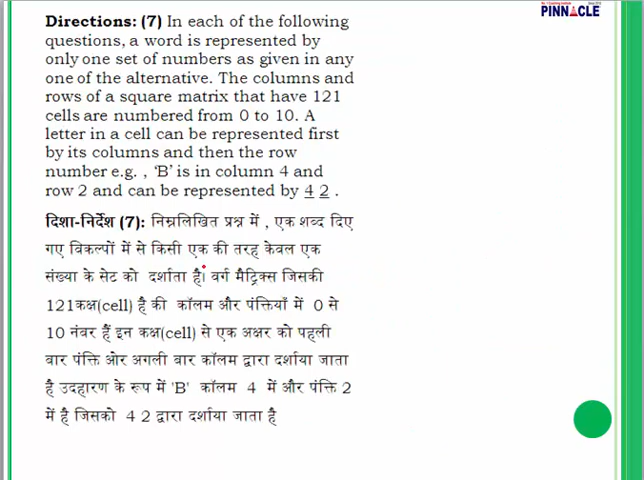 PINNACLE
Directions: (7) In each of the following
questions, a word is represented by
only one set of numbers as given in any
one of the alternative. The columns and
rows of a square matrix that have 121
cells are numbered from 0 to 10. A
letter in a cell can be represented first
by its columns and then the row
number e.g. , ‘B’ is in column 4 and
row 2 and can be represented by 4 2 .
दिशा-निर्देश (7): निम्नलिखित प्रश्न में , एक शब्द दिए
गए विकल्पों में से किसी एक की तरह केवल एक
संख्या के सेट को दर्शाता है। वर्ग मैट्रिक्स जिसकी
121कक्ष(cell) है की कॉलम और पंक्तियाँ में 0 से
10 नंबर हैं इन कक्ष(cell) से एक अक्षर को पहली
बार पंक्ति ओर अगली बार कॉलम द्वारा दर्शाया जाता
है उदहारण के रूप में 'B' कॉलम 4 में और पंक्ति 2
में है जिसको 4 2 द्वारा दर्शाया जाता है